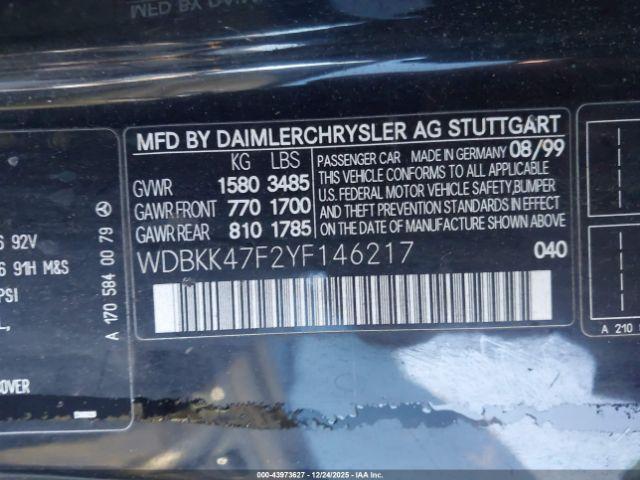 MFD BY DAIMLERCHRYSLER AG STUTTGART
KG LBS
GVWR 1580 3485
GAWR FRONT 770 1700
GAWR REAR 810 1785
PASSENGER CAR MADE IN GERMANY 08/99
THIS VEHICLE CONFORMS TO ALL APPLICABLE
U.S. FEDERAL MOTOR VEHICLE SAFETY, BUMPER
AND THEFT PREVENTION STANDARDS IN EFFECT
ON THE DATE OF MANUFACTURE SHOWN ABOVE.
WDBKK47F2YF146217
040
6 92V
6 91H M&S
PSI
A 170 584 00 79
A 210
000-43973627 - 12/24/2025 - IAAI.com